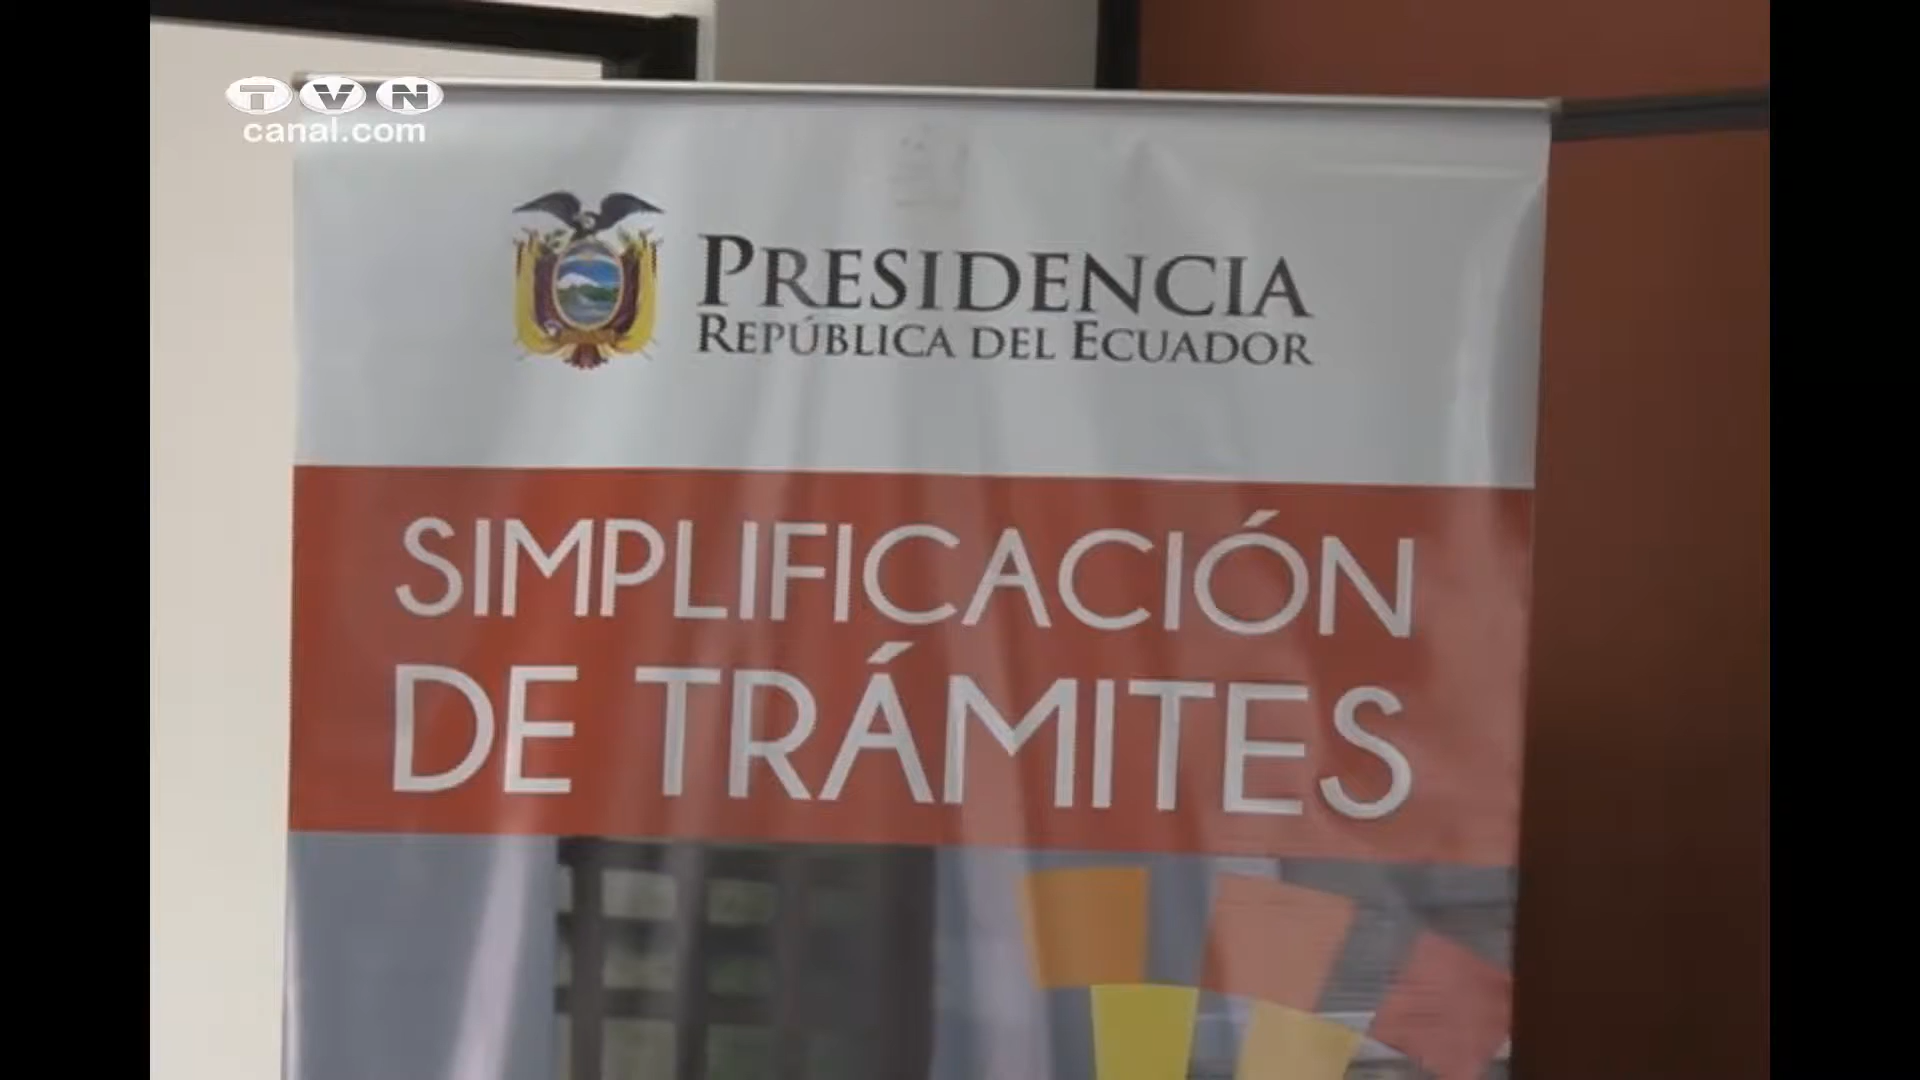 TVN
canal.com
PRESIDENCIA
REPÚBLICA DEL ECUADOR
SIMPLIFICACIÓN
DE TRÁMITES